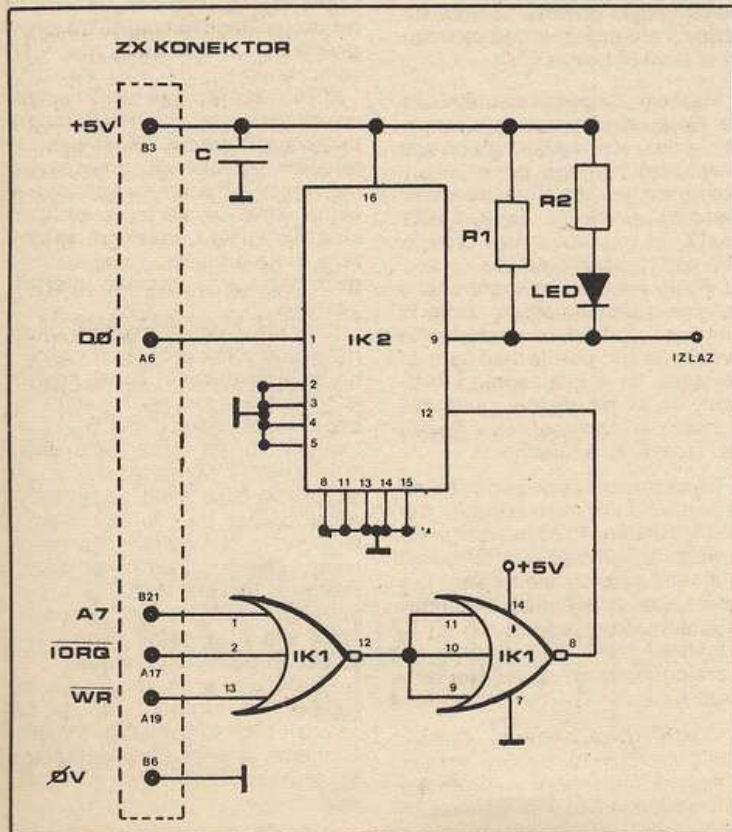 ZX KONEKTOR
+5V
B3
C
16
R1
R2
LED
DØ
A6
1
IK2
9
IZLAZ
2
3
4
5
12
8 11 13 14 15
+5V
A7
B21
1
IORQ
A17
2
IK1
12
WR
A19
13
11
10
9
IK1
14
8
7
ØV
B6